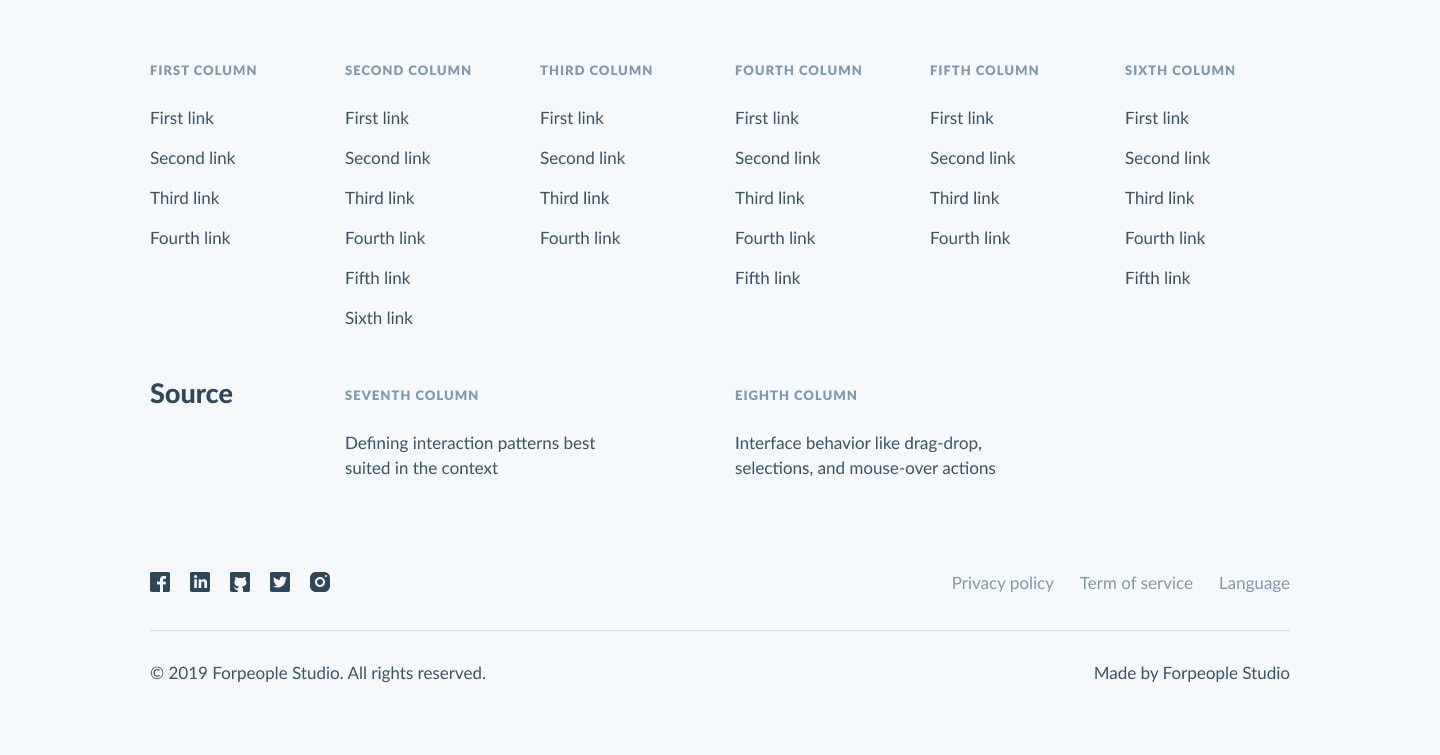 FIRST COLUMN
First link
Second link
Third link
Fourth link
SECOND COLUMN
First link
Second link
Third link
Fourth link
Fifth link
Sixth link
THIRD COLUMN
First link
Second link
Third link
Fourth link
FOURTH COLUMN
First link
Second link
Third link
Fourth link
Fifth link
FIFTH COLUMN
First link
Second link
Third link
Fourth link
SIXTH COLUMN
First link
Second link
Third link
Fourth link
Fifth link
Source
SEVENTH COLUMN
Defining interaction patterns best
suited in the context
EIGHTH COLUMN
Interface behavior like drag-drop,
selections, and mouse-over actions
Privacy policy
Term of service
Language
© 2019 Forpeople Studio. All rights reserved.
Made by Forpeople Studio